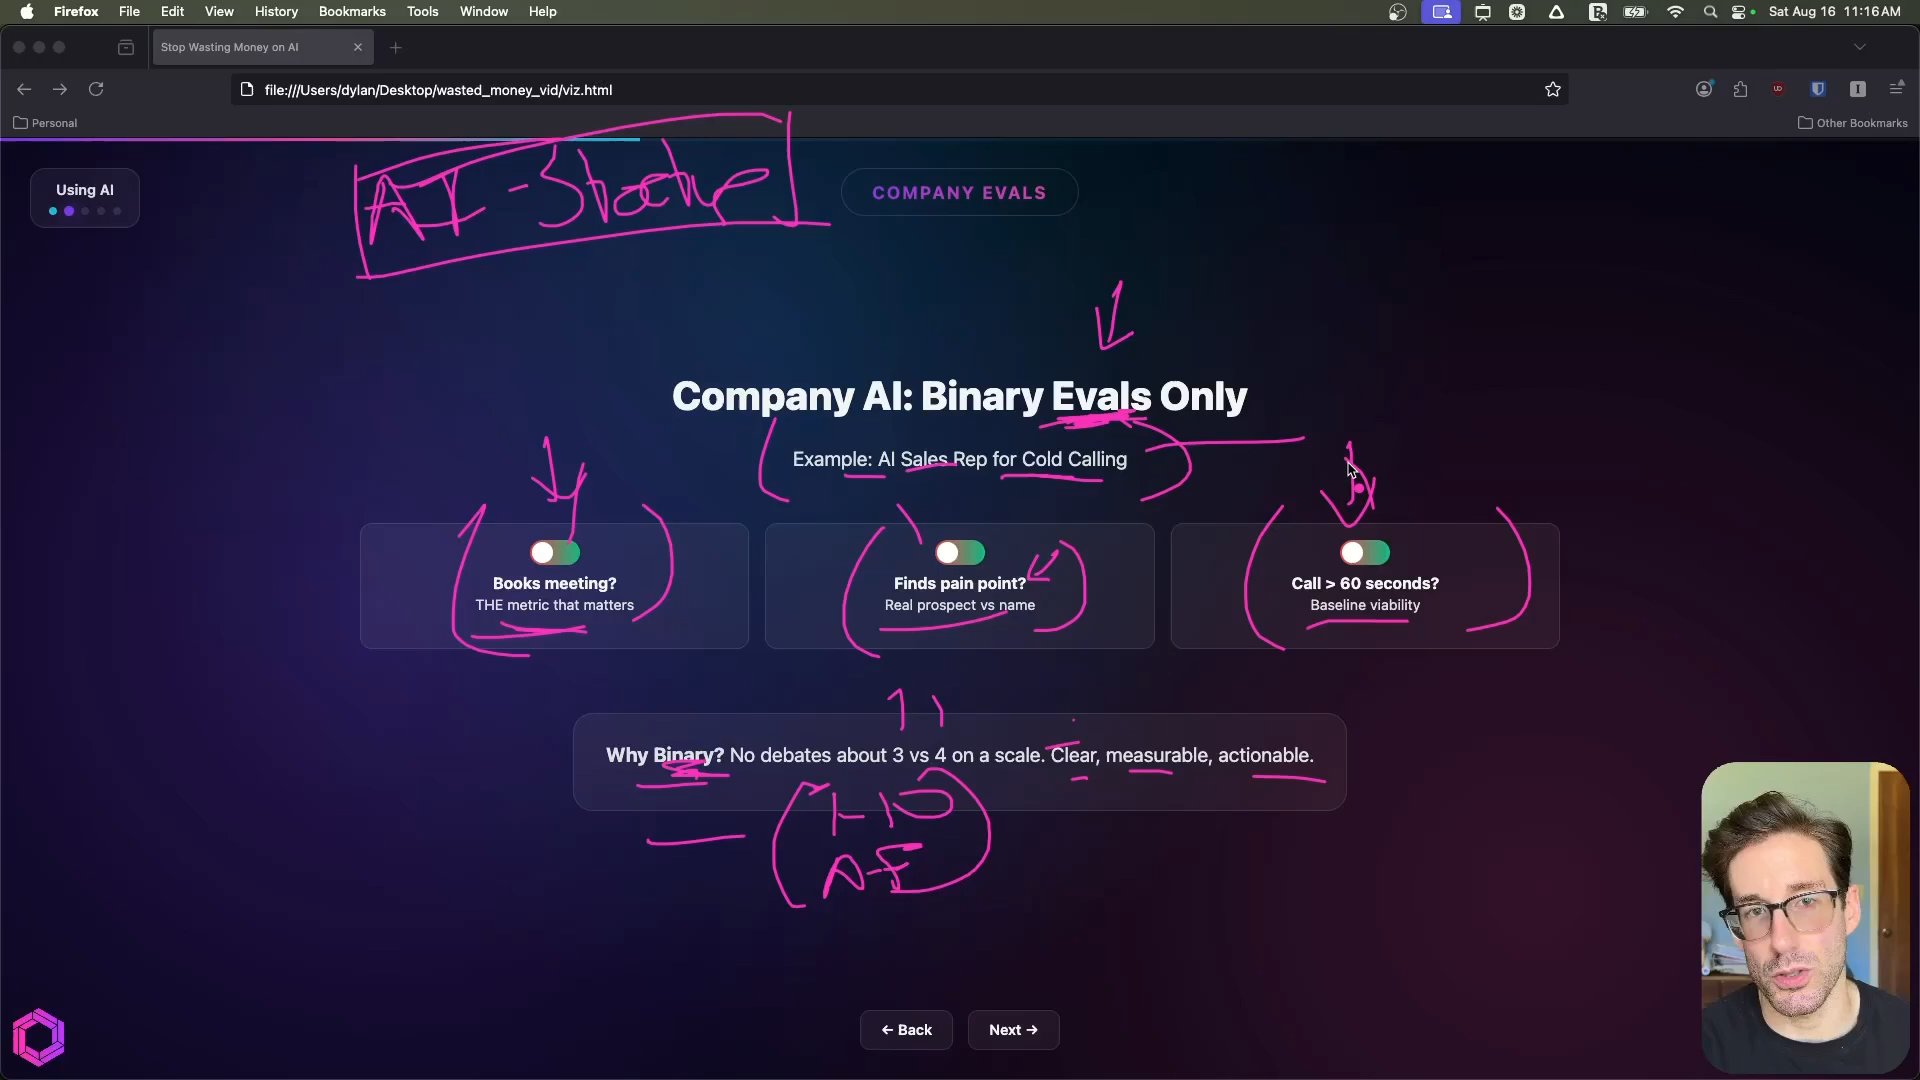 Firefox File Edit View History Bookmarks Tools Window Help
Sat Aug 16 11:16 AM
Stop Wasting Money on AI
file:///Users/dylan/Desktop/wasted_money_vid/viz.html
Personal
Other Bookmarks
Using AI
AI -
COMPANY EVALS
Company AI: Binary Evals Only
Example: AI Sales Rep for Cold Calling
Books meeting?
THE metric that matters
Finds pain point?
Real prospect vs name
Call > 60 seconds?
Baseline viability
Why Binary? No debates about 3 vs 4 on a scale. Clear, measurable, actionable.
1-10
A-F
← Back
Next →